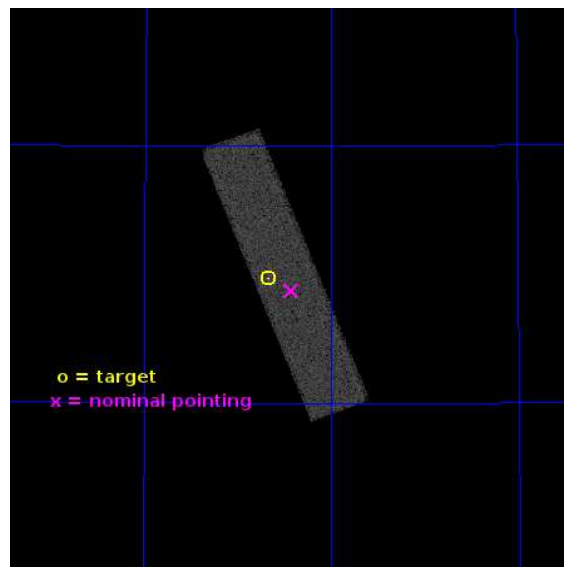 o = target
x = nominal pointing